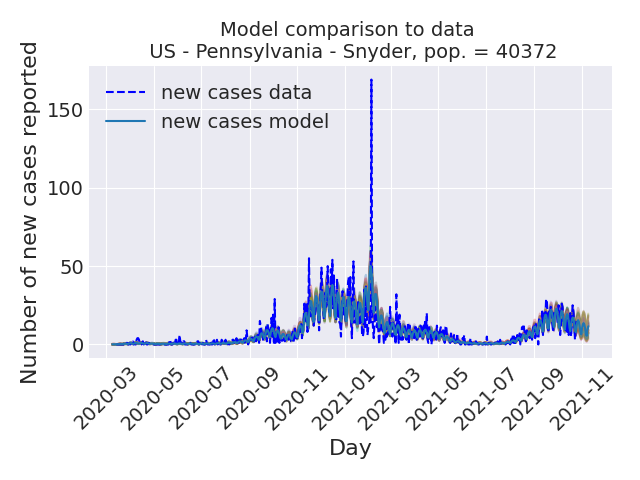 Model comparison to data
US - Pennsylvania - Snyder, pop. = 40372
Number of new cases reported
150
100
50
0
new cases data
new cases model
2020-03
2020-05
2020-07
2020-09
2020-11
2021-01
2021-03
2021-05
2021-07
2021-09
2021-11
Day